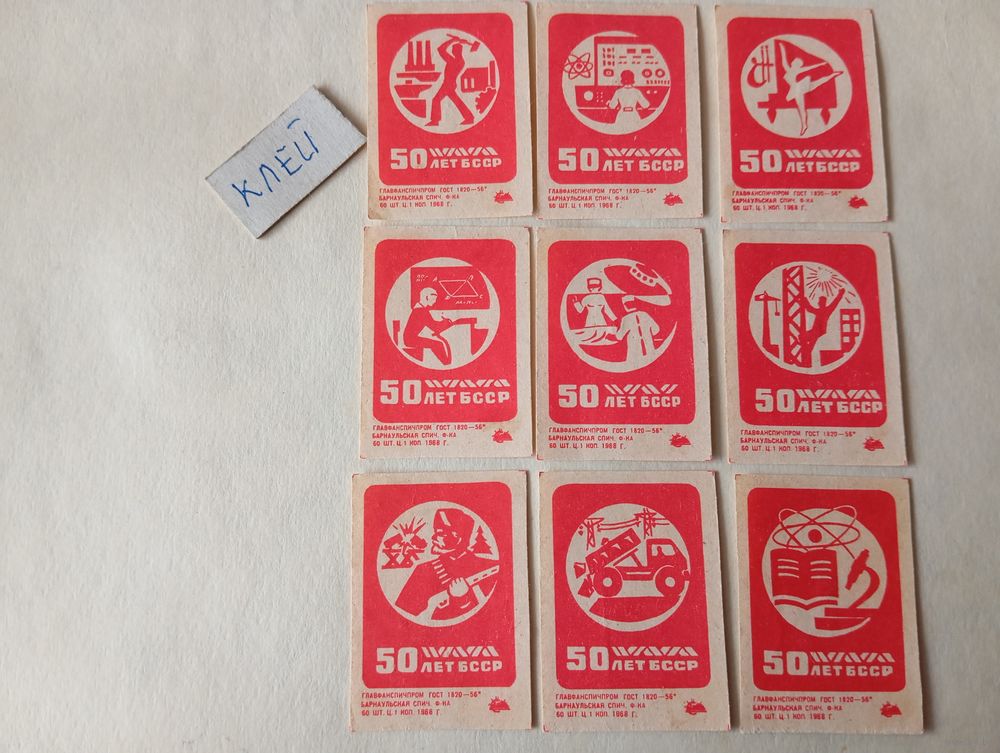 КЛЕЙ
50 ЛЕТ БССР
ГЛАВФАНСПИЧПРОМ ГОСТ 1820—56*
БАРНАУЛЬСКАЯ СПИЧ. Ф-КА
60 ШТ. Ц. 1 КОП. 1968 Г.
50 ЛЕТ БССР
ГЛАВФАНСПИЧПРОМ ГОСТ 1820—56*
БАРНАУЛЬСКАЯ СПИЧ. Ф-КА
60 ШТ. Ц. 1 КОП. 1968 Г.
50 ЛЕТ БССР
ГЛАВФАНСПИЧПРОМ ГОСТ 1820—56*
БАРНАУЛЬСКАЯ СПИЧ. Ф-КА
60 ШТ. Ц. 1 КОП. 1968 Г.
50 ЛЕТ БССР
ГЛАВФАНСПИЧПРОМ ГОСТ 1820—56*
БАРНАУЛЬСКАЯ СПИЧ. Ф-КА
60 ШТ. Ц. 1 КОП. 1968 Г.
50 ЛЕТ БССР
ГЛАВФАНСПИЧПРОМ ГОСТ 1820—56*
БАРНАУЛЬСКАЯ СПИЧ. Ф-КА
60 ШТ. Ц. 1 КОП. 1968 Г.
50 ЛЕТ БССР
ГЛАВФАНСПИЧПРОМ ГОСТ 1820—56*
БАРНАУЛЬСКАЯ СПИЧ. Ф-КА
60 ШТ. Ц. 1 КОП. 1968 Г.
50 ЛЕТ БССР
ГЛАВФАНСПИЧПРОМ ГОСТ 1820—56*
БАРНАУЛЬСКАЯ СПИЧ. Ф-КА
60 ШТ. Ц. 1 КОП. 1968 Г.
50 ЛЕТ БССР
ГЛАВФАНСПИЧПРОМ ГОСТ 1820—56*
БАРНАУЛЬСКАЯ СПИЧ. Ф-КА
60 ШТ. Ц. 1 КОП. 1968 Г.
50 ЛЕТ БССР
ГЛАВФАНСПИЧПРОМ ГОСТ 1820—56*
БАРНАУЛЬСКАЯ СПИЧ. Ф-КА
60 ШТ. Ц. 1 КОП. 1968 Г.